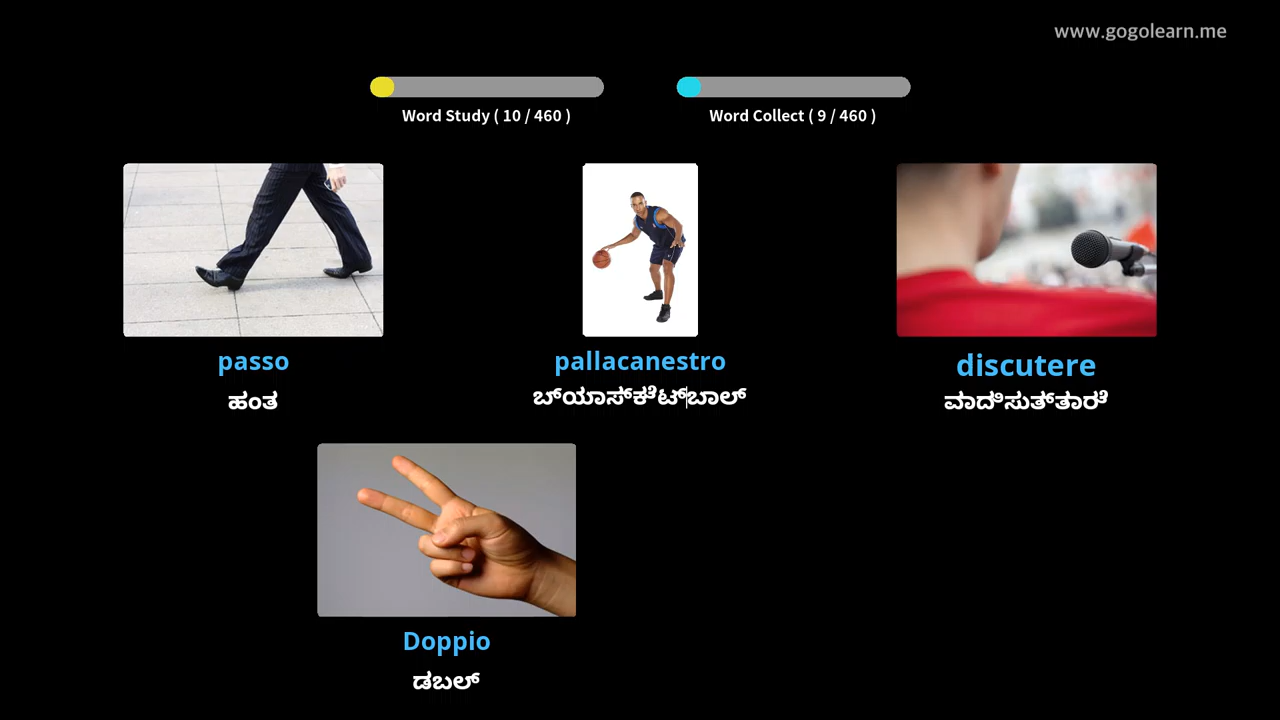 www.gogolearn.me
Word Study ( 10 / 460 )
Word Collect ( 9 / 460 )
passo
ಹಂತ
pallacanestro
ಬ್ಯಾಸ್ಕೆಟ್‌ಬಾಲ್
discutere
ವಾದಿಸುತ್ತಾರೆ
Doppio
ಡಬಲ್